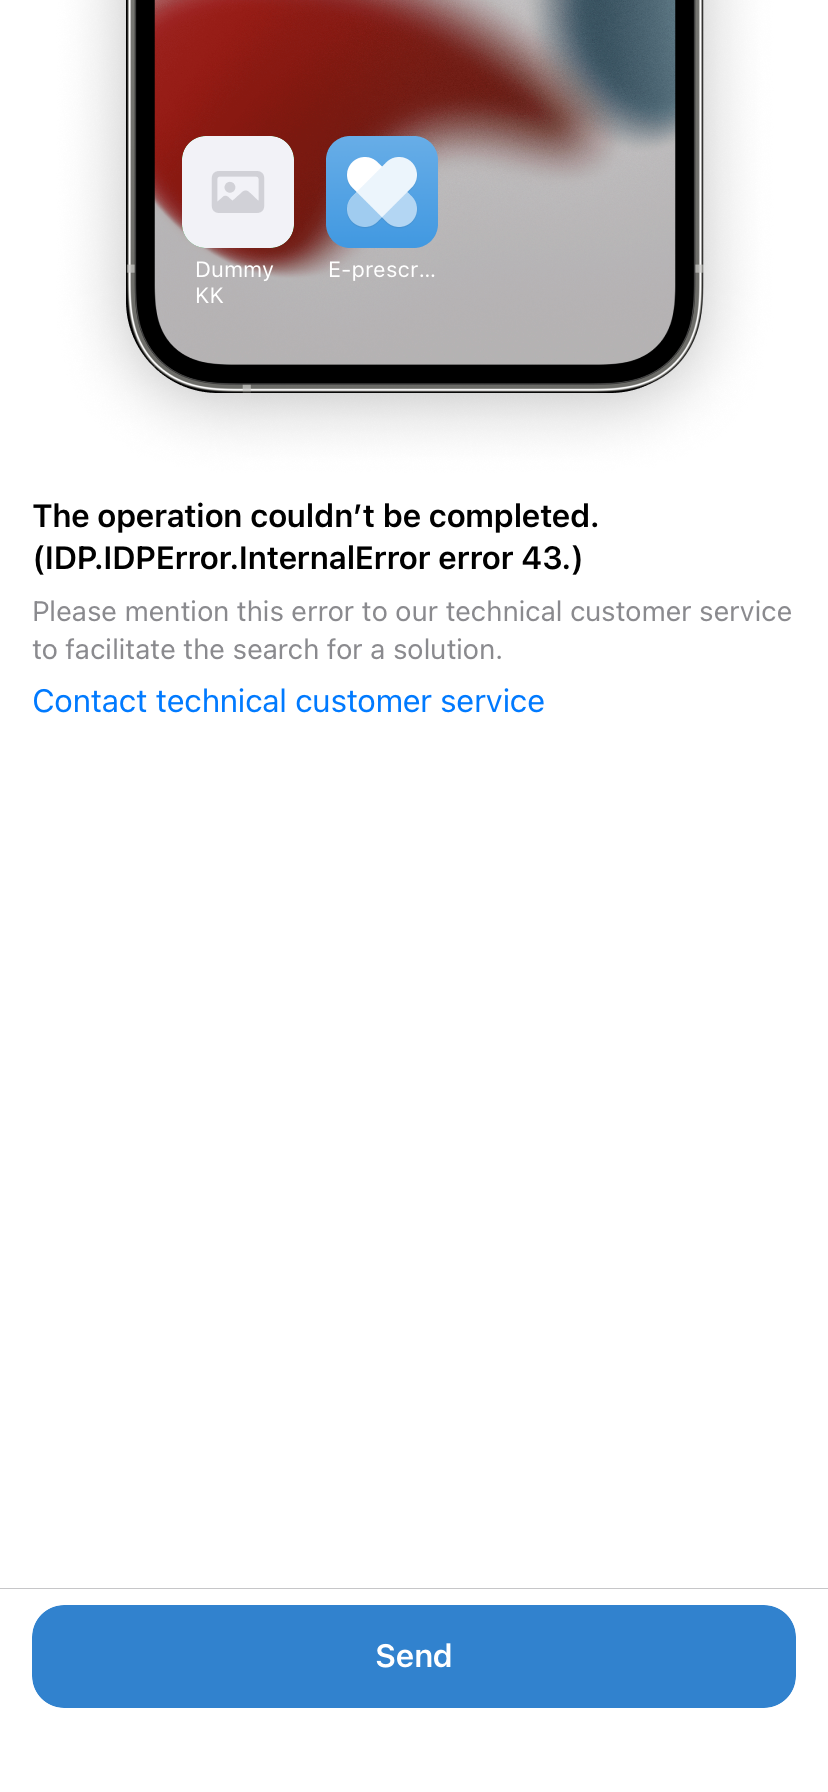 Dummy
KK
E-prescr...
The operation couldn’t be completed.
(IDP.IDPError.InternalError error 43.)
Please mention this error to our technical customer service
to facilitate the search for a solution.
Contact technical customer service
Send